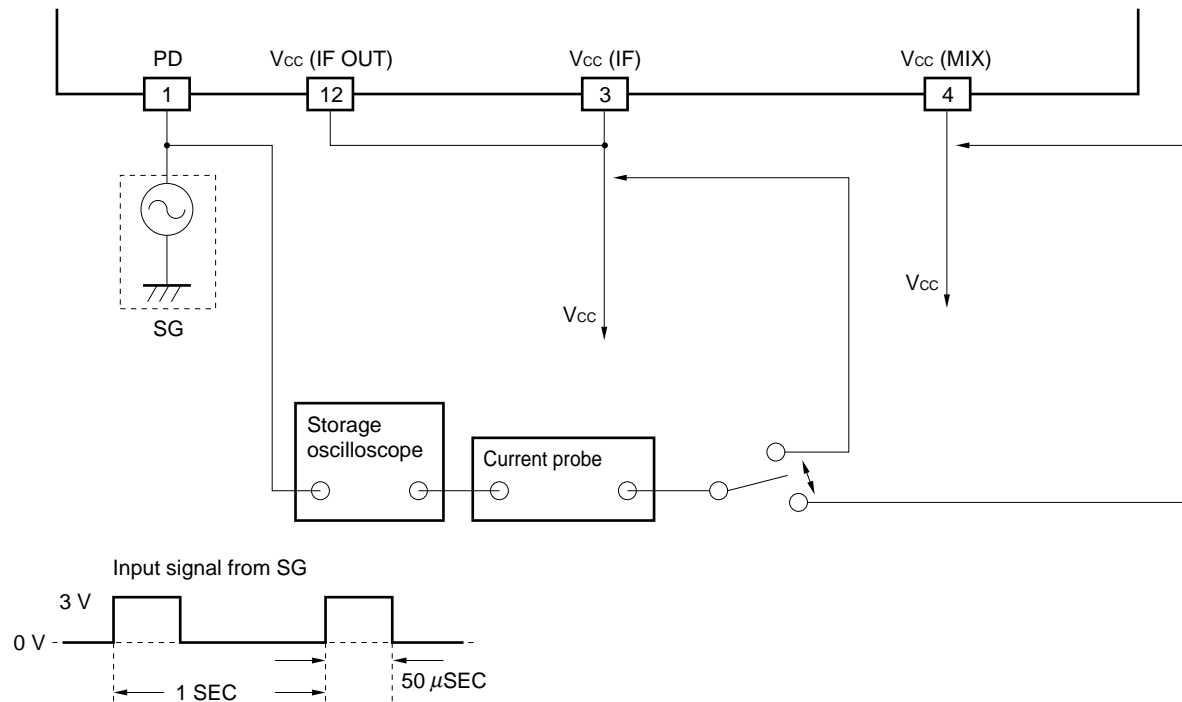 PD
VCC (IF OUT)
VCC (IF)
VCC (MIX)
1
12
3
4
SG
VCC
VCC
Storage
oscilloscope
Current probe
Input signal from SG
3 V
0 V
50 μSEC
1 SEC